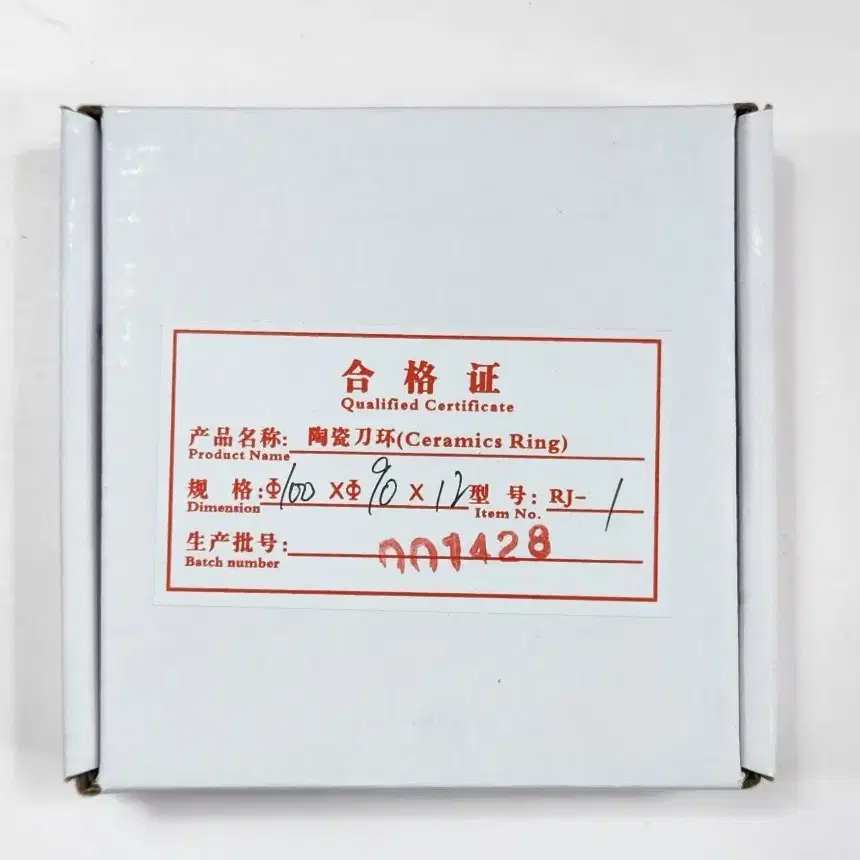 合格证
Qualified Certificate
产品名称: 陶瓷刀环(Ceramics Ring)
Product Name
规 格:Φ100 XΦ90 X 12 型 号: RJ-1
Dimension Item No.
生产批号: 001428
Batch number